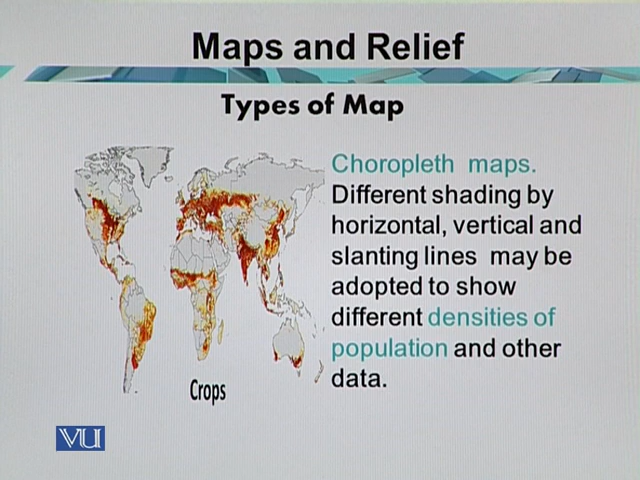 Maps and Relief
Types of Map
Choropleth maps.
Different shading by
horizontal, vertical and
slanting lines may be
adopted to show
different densities of
population and other
data.
Crops
VU